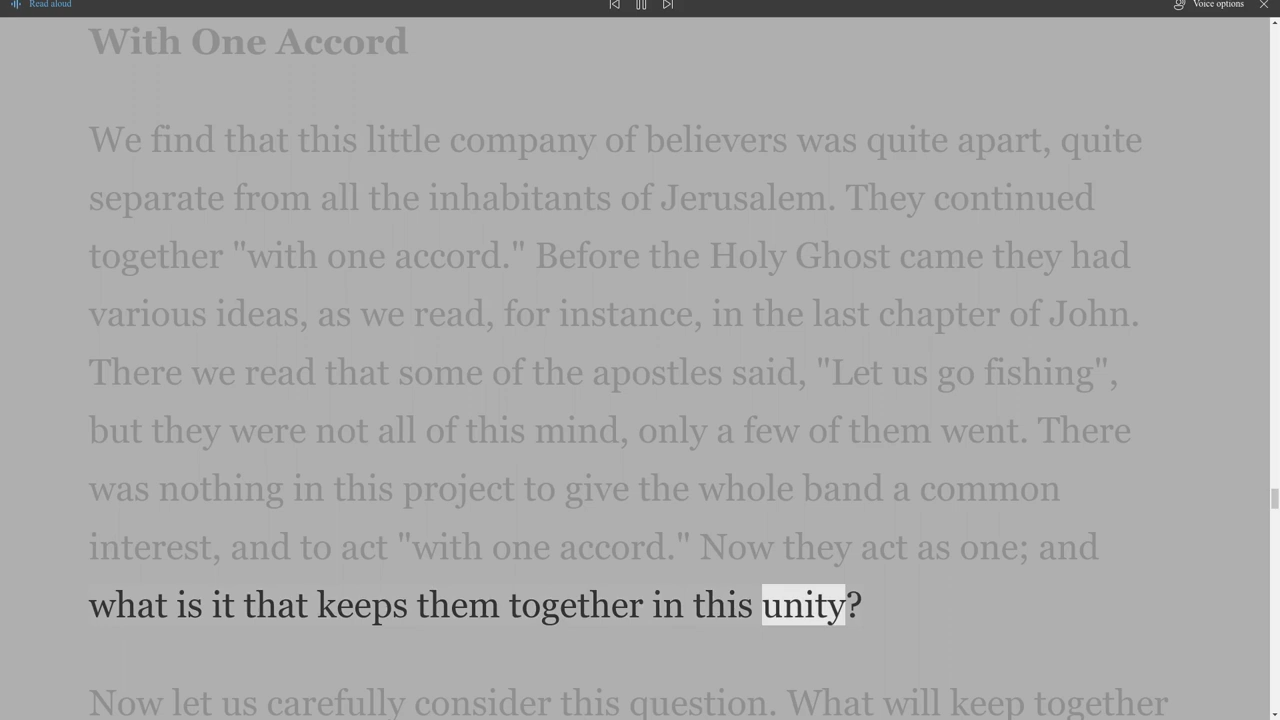 Read aloud
Voice options
With One Accord
We find that this little company of believers was quite apart, quite
separate from all the inhabitants of Jerusalem. They continued
together "with one accord." Before the Holy Ghost came they had
various ideas, as we read, for instance, in the last chapter of John.
There we read that some of the apostles said, "Let us go fishing",
but they were not all of this mind, only a few of them went. There
was nothing in this project to give the whole band a common
interest, and to act "with one accord." Now they act as one; and
what is it that keeps them together in this unity?
Now let us carefully consider this question. What will keep together